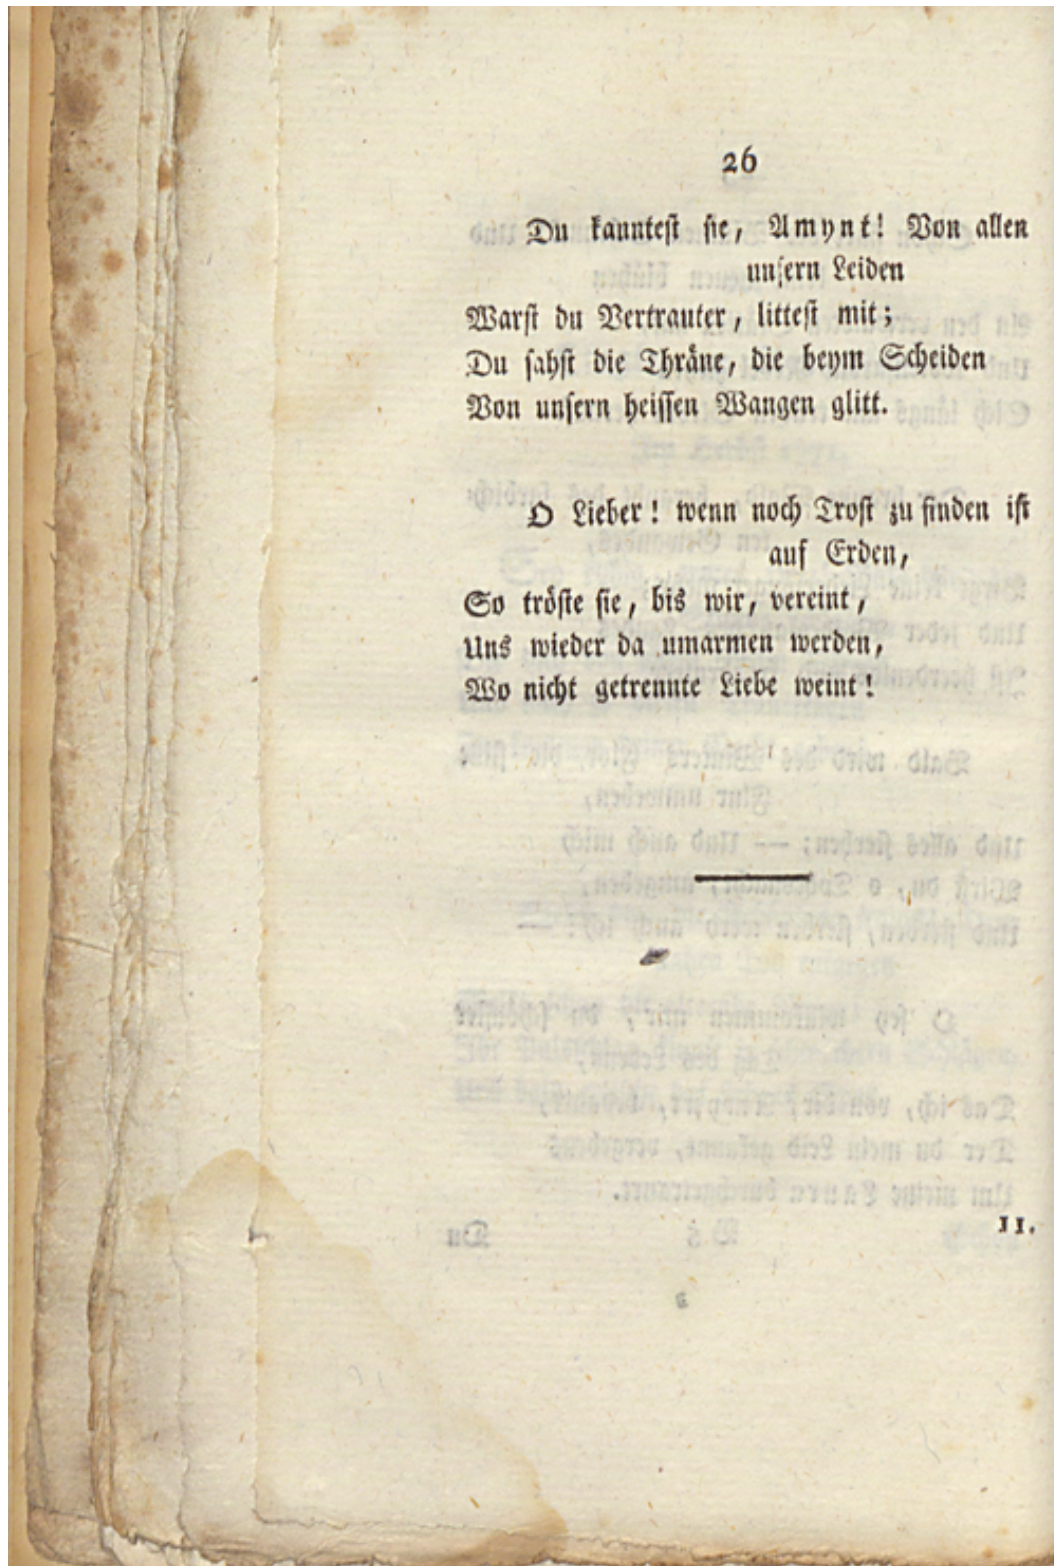 26
Du kanntest sie, Amynt! Von allen
unsern Leiden
Warst du Vertrauter, littest mit;
Du sahst die Thräne, die beym Scheiden
Von unsern heissen Wangen glitt.
O Lieber! wenn noch Trost zu finden ist
auf Erden,
So tröste sie, bis wir, vereint,
Uns wieder da umarmen werden,
Wo nicht getrennte Liebe weint!
II.